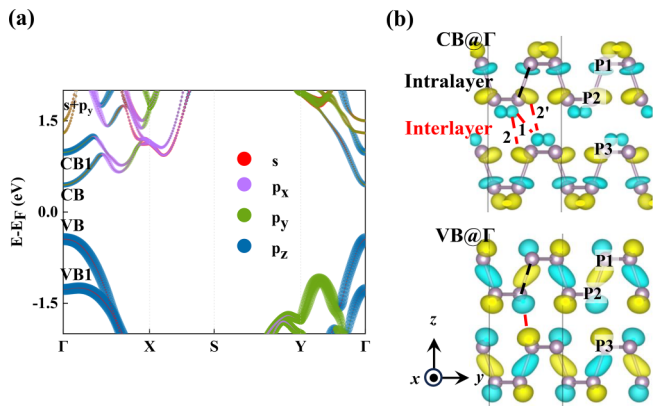 (a)
E-E_F (eV)
1.5
0.0
-1.5
s+p_y
CB1
CB
VB
VB1
s
p_x
p_y
p_z
Γ X S Y Γ
(b)
CB@Γ
P1
Intralayer
P2
2'
Interlayer
1
2
P3
VB@Γ
P1
P2
P3
z
x
y